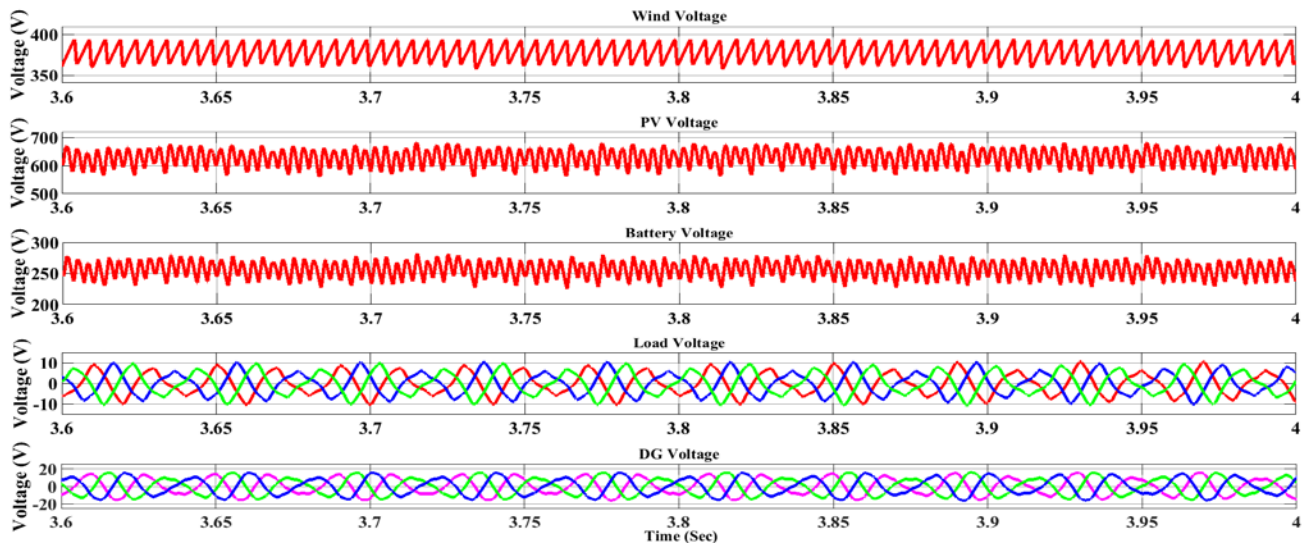 Wind Voltage
Voltage (V)
400
350
3.6 3.65 3.7 3.75 3.8 3.85 3.9 3.95 4
PV Voltage
Voltage (V)
700
600
500
3.6 3.65 3.7 3.75 3.8 3.85 3.9 3.95 4
Battery Voltage
Voltage (V)
300
250
200
3.6 3.65 3.7 3.75 3.8 3.85 3.9 3.95 4
Load Voltage
Voltage (V)
10
0
-10
3.6 3.65 3.7 3.75 3.8 3.85 3.9 3.95 4
DG Voltage
Voltage (V
20
0
-20
3.6 3.65 3.7 3.75 3.8 3.85 3.9 3.95 4
Time (Sec)